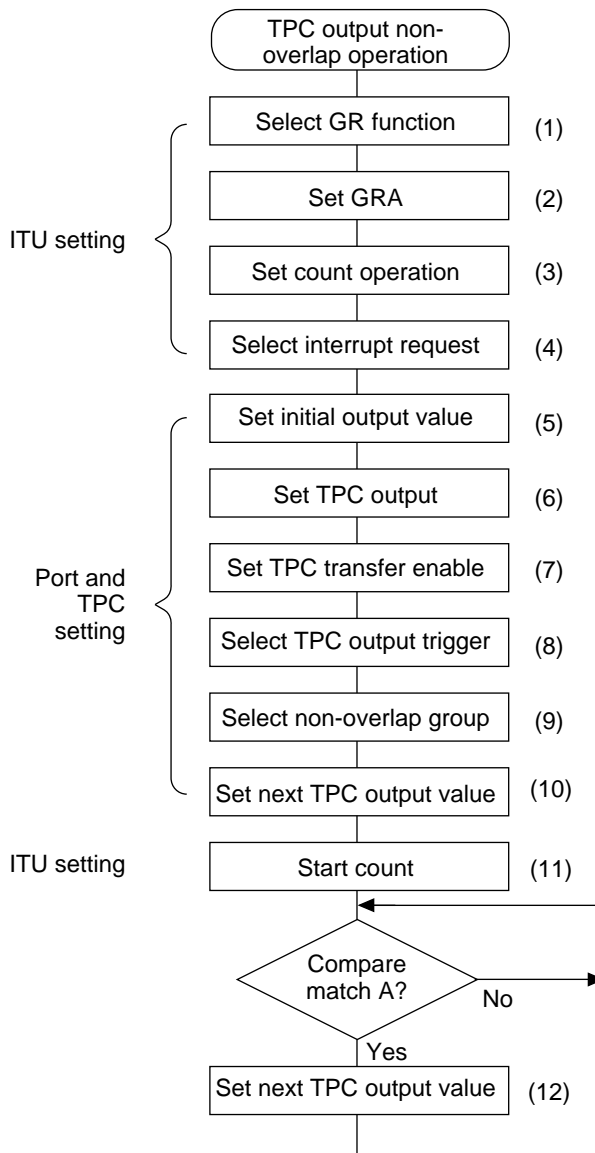 TPC output non-
overlap operation
Select GR function
(1)
Set GRA
(2)
ITU setting
Set count operation
(3)
Select interrupt request
(4)
Set initial output value
(5)
Set TPC output
(6)
Port and
TPC
setting
Set TPC transfer enable
(7)
Select TPC output trigger
(8)
Select non-overlap group
(9)
Set next TPC output value
(10)
ITU setting
Start count
(11)
Compare
match A?
No
Yes
Set next TPC output value
(12)